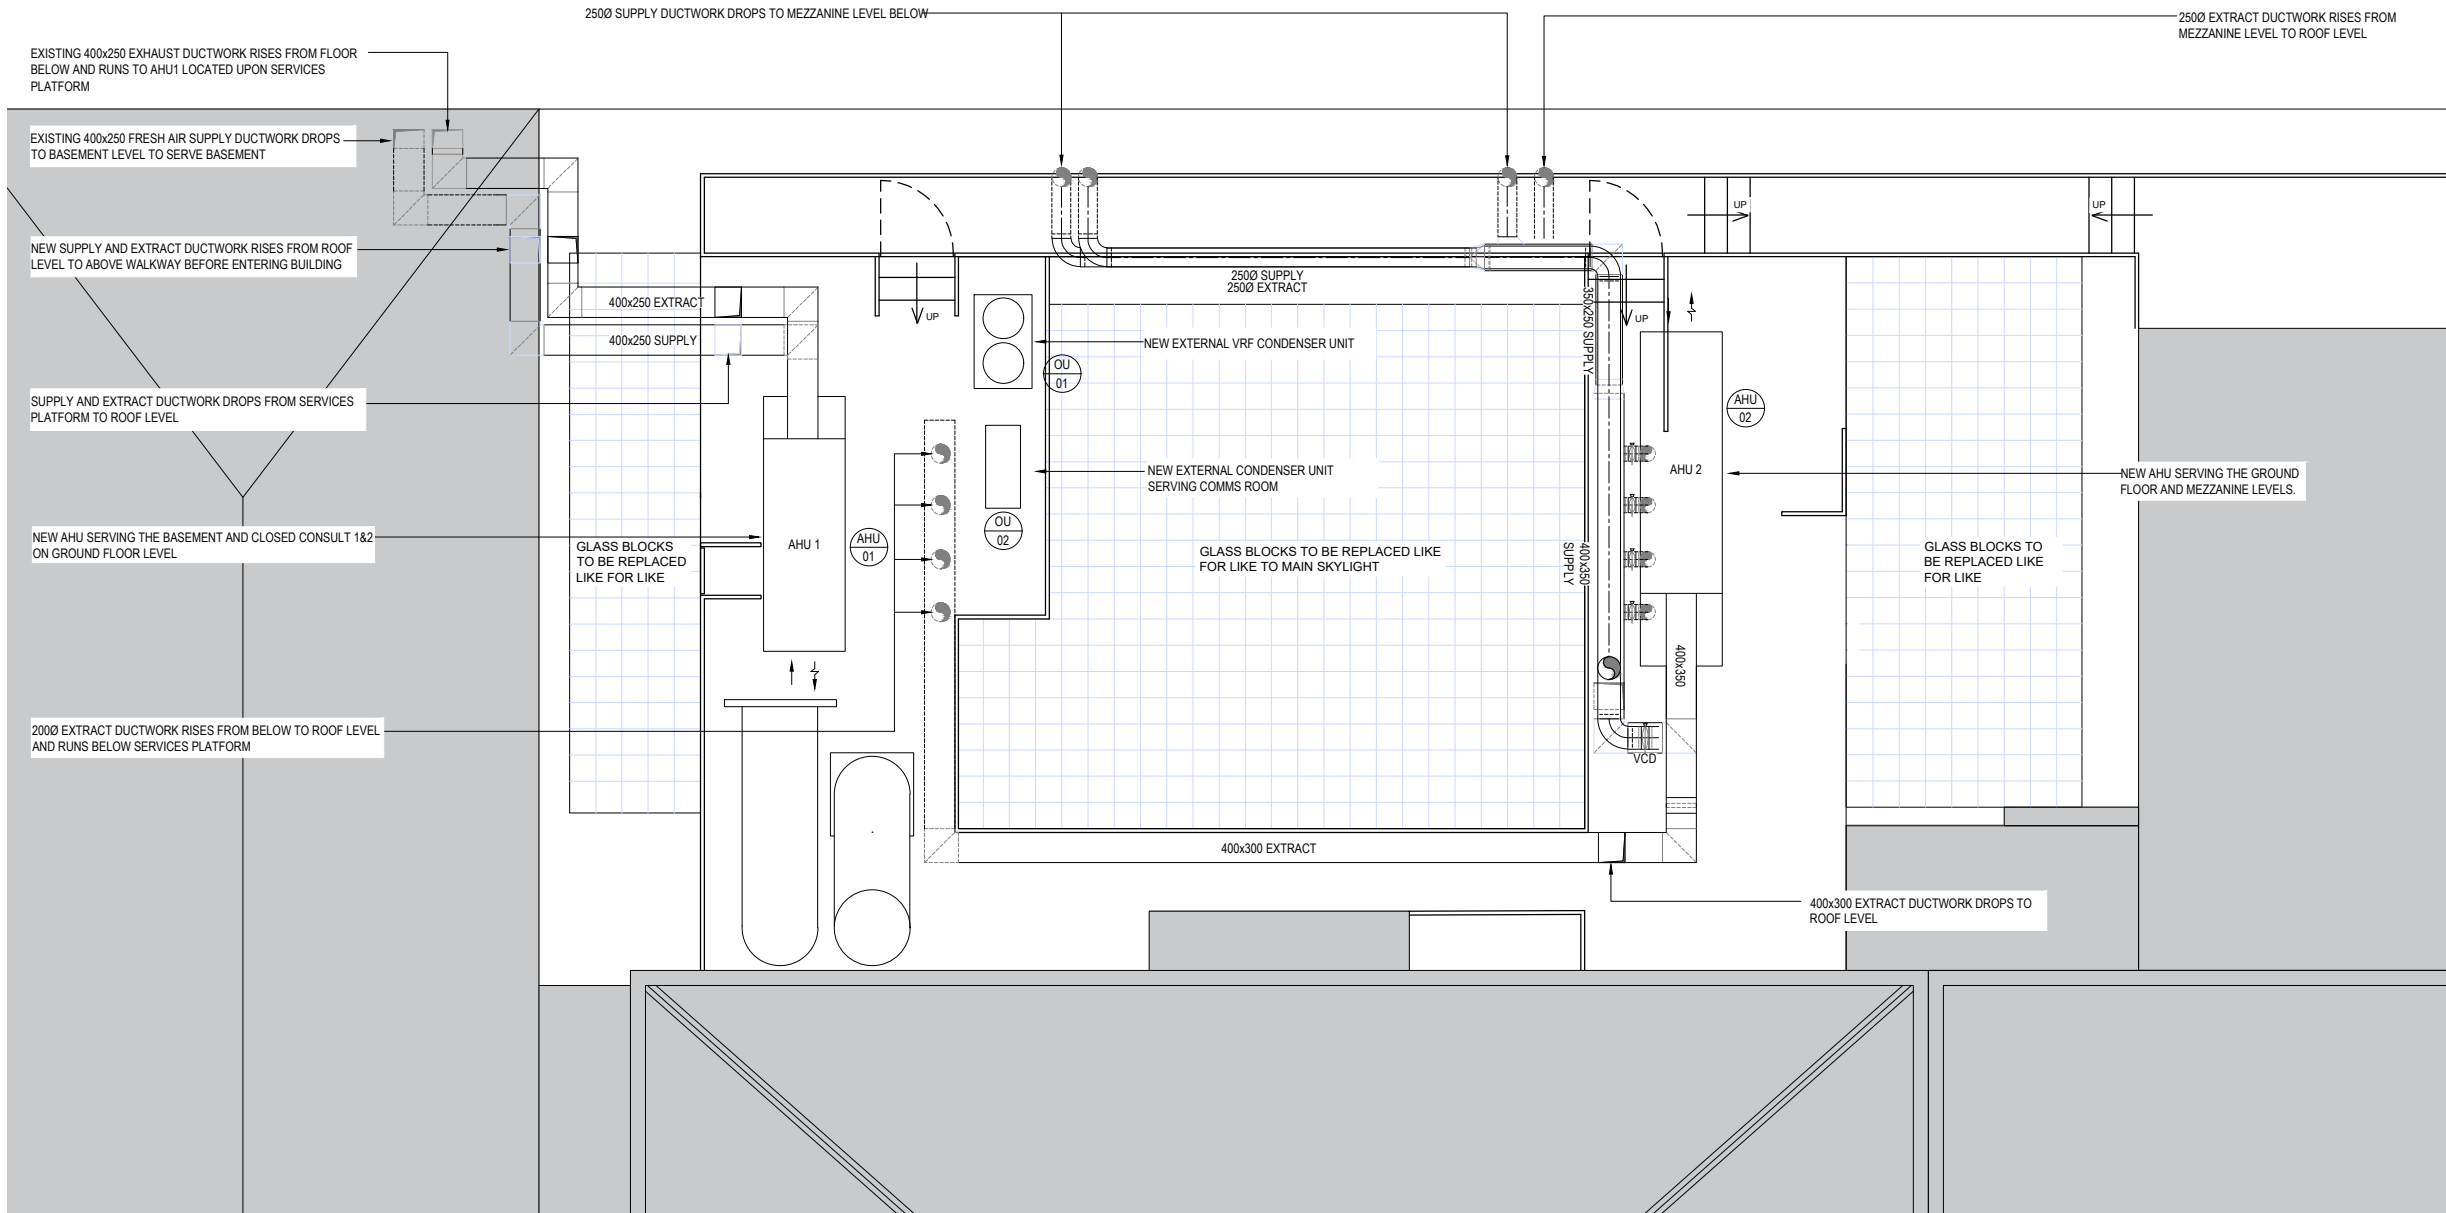 250Ø SUPPLY DUCTWORK DROPS TO MEZZANINE LEVEL BELOW
250Ø EXTRACT DUCTWORK RISES FROM
MEZZANINE LEVEL TO ROOF LEVEL
EXISTING 400x250 EXHAUST DUCTWORK RISES FROM FLOOR
BELOW AND RUNS TO AHU1 LOCATED UPON SERVICES
PLATFORM
EXISTING 400x250 FRESH AIR SUPPLY DUCTWORK DROPS
TO BASEMENT LEVEL TO SERVE BASEMENT
NEW SUPPLY AND EXTRACT DUCTWORK RISES FROM ROOF
LEVEL TO ABOVE WALKWAY BEFORE ENTERING BUILDING
UP
UP
250Ø SUPPLY
250Ø EXTRACT
400x250 EXTRACT
400x250 SUPPLY
UP
UP
350x250 SUPPLY
NEW EXTERNAL VRF CONDENSER UNIT
OU
01
SUPPLY AND EXTRACT DUCTWORK DROPS FROM SERVICES
PLATFORM TO ROOF LEVEL
AHU
02
NEW EXTERNAL CONDENSER UNIT
SERVING COMMS ROOM
AHU 2
NEW AHU SERVING THE GROUND
FLOOR AND MEZZANINE LEVELS.
OU
02
NEW AHU SERVING THE BASEMENT AND CLOSED CONSULT 1&2
ON GROUND FLOOR LEVEL
GLASS BLOCKS
TO BE REPLACED
LIKE FOR LIKE
AHU 1
AHU
01
GLASS BLOCKS TO BE REPLACED LIKE
FOR LIKE TO MAIN SKYLIGHT
400x350
SUPPLY
GLASS BLOCKS TO
BE REPLACED LIKE
FOR LIKE
400x350
200Ø EXTRACT DUCTWORK RISES FROM BELOW TO ROOF LEVEL
AND RUNS BELOW SERVICES PLATFORM
VCD
400x300 EXTRACT
400x300 EXTRACT DUCTWORK DROPS TO
ROOF LEVEL